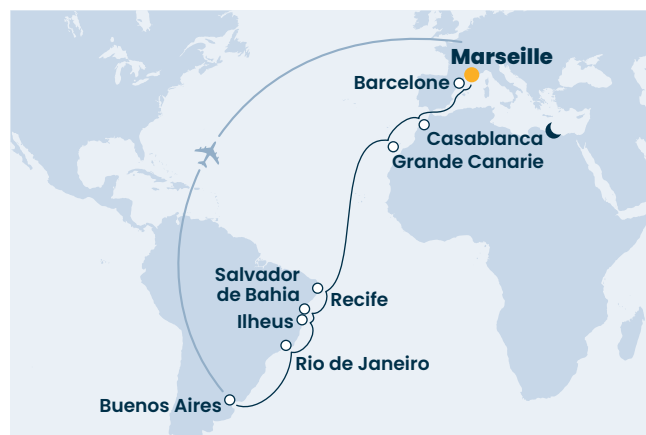 Marseille
Barcelone
Casablanca
Grande Canarie
Salvador
de Bahia
Recife
Ilheus
Rio de Janeiro
Buenos Aires